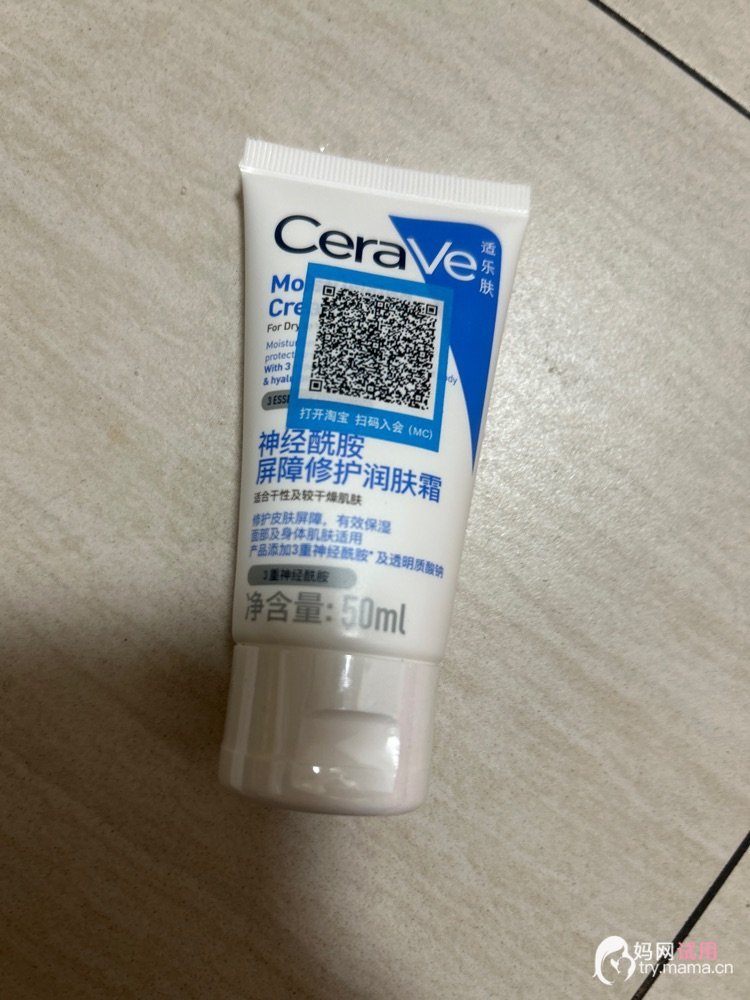 CeraVe
适乐肤
For Dry
With 3
& hyalu
打开淘宝 扫码入会 (MC)
神经酰胺
屏障修护润肤霜
适合干性及较干燥肌肤
修护皮肤屏障，有效保湿
面部及身体肌肤适用
产品添加3重神经酰胺*及透明质酸钠
3重神经酰胺
净含量: 50ml
妈网试用
try.mama.cn